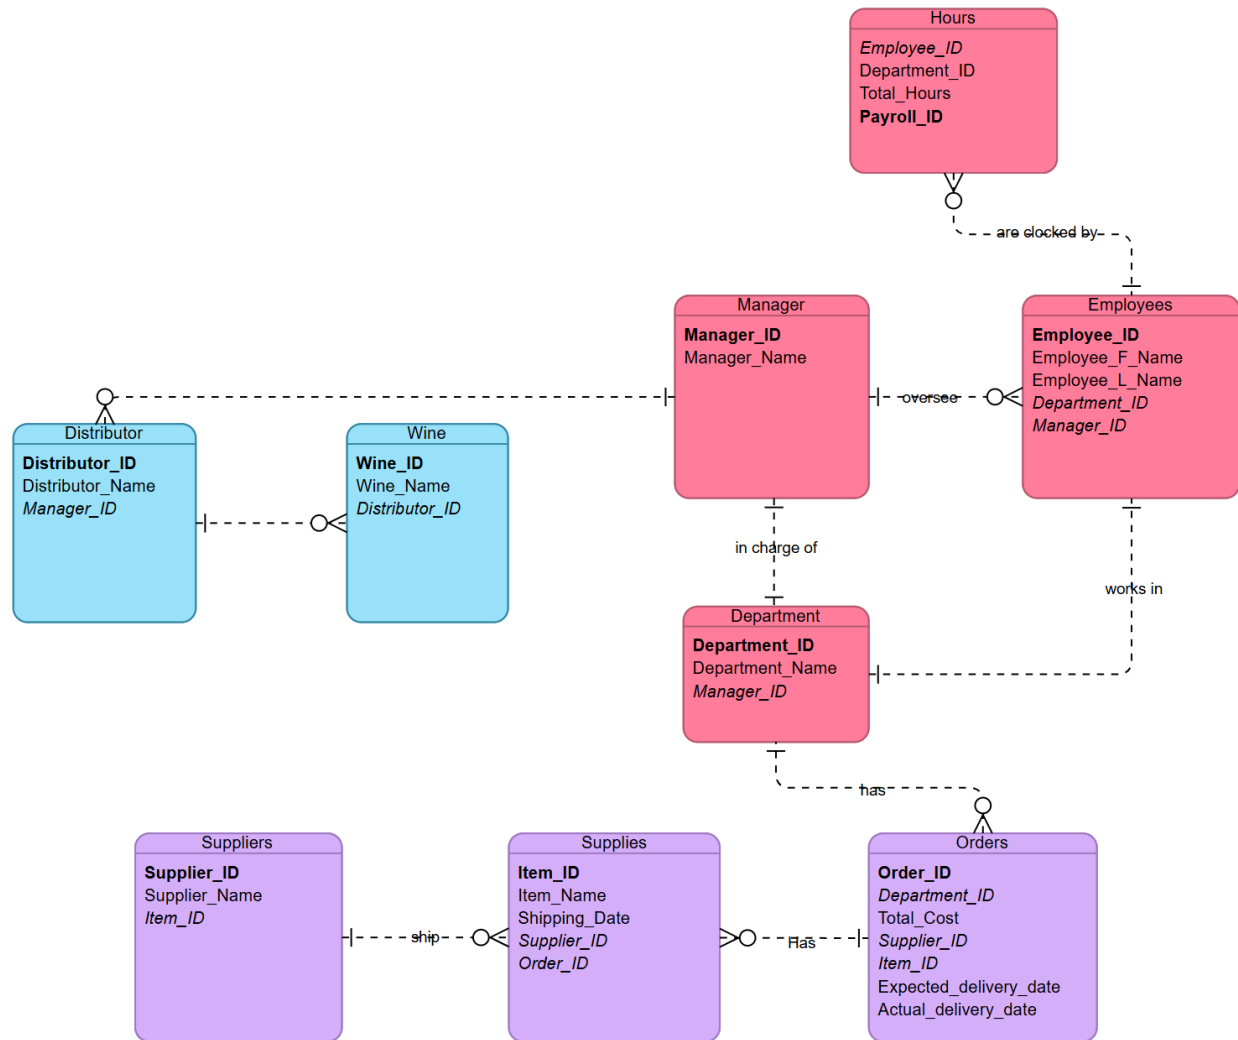 Hours
Employee_ID
Department_ID
Total_Hours
Payroll_ID
are clocked by
Manager
Manager_ID
Manager_Name
oversee
Employees
Employee_ID
Employee_F_Name
Employee_L_Name
Department_ID
Manager_ID
Distributor
Distributor_ID
Distributor_Name
Manager_ID
Wine
Wine_ID
Wine_Name
Distributor_ID
in charge of
works in
Department
Department_ID
Department_Name
Manager_ID
has
Suppliers
Supplier_ID
Supplier_Name
Item_ID
ship
Supplies
Item_ID
Item_Name
Shipping_Date
Supplier_ID
Order_ID
Has
Orders
Order_ID
Department_ID
Total_Cost
Supplier_ID
Item_ID
Expected_delivery_date
Actual_delivery_date